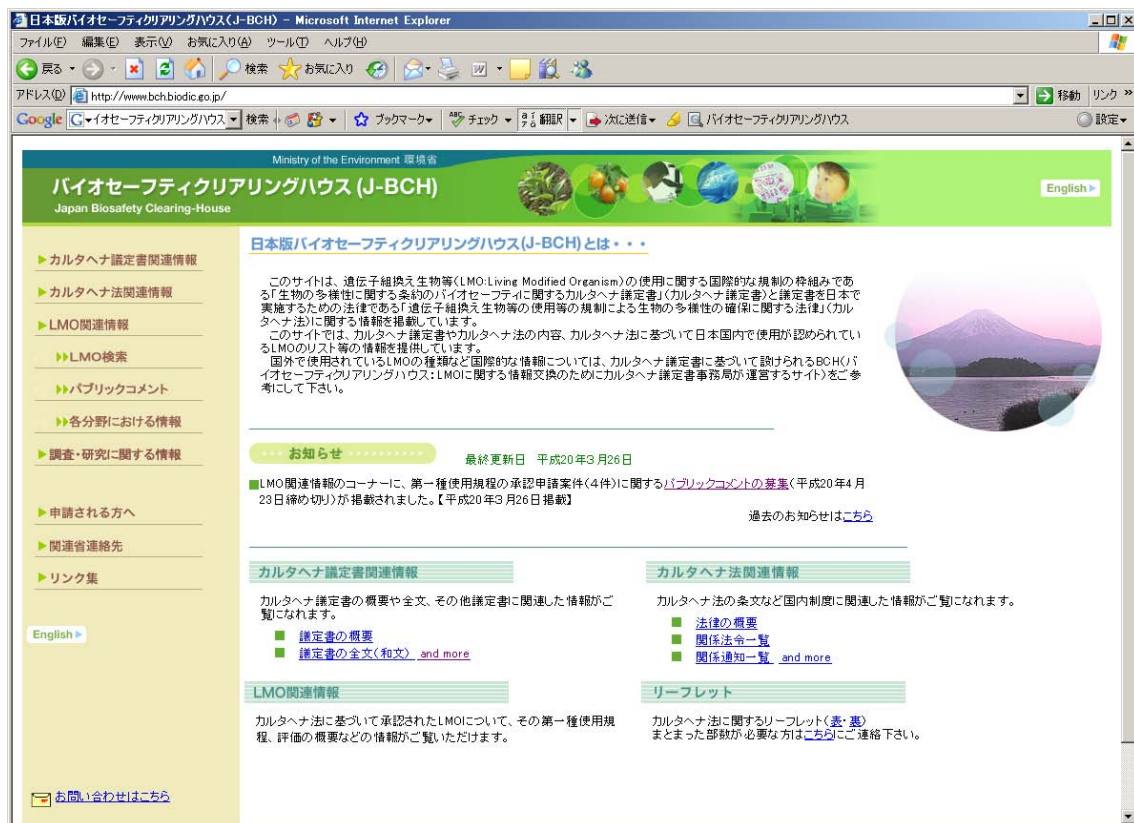 日本版バイオセーフティクリアリングハウス(J-BCH) - Microsoft Internet Explorer
ファイル(F) 編集(E) 表示(V) お気に入り(A) ツール(T) ヘルプ(H)
戻る 検索 お気に入り
アドレス(D) http://www.bch.biodic.go.jp/ 移動 リンク »
Google イオセーフティクリアリングハウス 検索 ブックマーク チェック 翻訳 次に送信 バイオセーフティクリアリングハウス 設定
Ministry of the Environment 環境省
バイオセーフティクリアリングハウス (J-BCH)
Japan Biosafety Clearing-House
English
カルタヘナ議定書関連情報
カルタヘナ法関連情報
LMO関連情報
LMO検索
パブリックコメント
各分野における情報
調査・研究に関する情報
申請される方へ
関連省連絡先
リンク集
English
お問い合わせはこちら
日本版バイオセーフティクリアリングハウス(J-BCH)とは・・・
このサイトは、遺伝子組換え生物等(LMO:Living Modified Organism)の使用に関する国際的な規制の枠組みであ
る「生物の多様性に関する条約のバイオセーフティに関するカルタヘナ議定書」(カルタヘナ議定書)と議定書を日本で
実施するための法律である「遺伝子組換え生物等の使用等の規制による生物の多様性の確保に関する法律」(カル
タヘナ法)に関する情報を掲載しています。
このサイトでは、カルタヘナ議定書やカルタヘナ法の内容、カルタヘナ法に基づいて日本国内で使用が認められてい
るLMOのリスト等の情報を提供しています。
国外で使用されているLMOの種類など国際的な情報については、カルタヘナ議定書に基づいて設けられるBCH(バ
イオセーフティクリアリングハウス:LMOに関する情報交換のためにカルタヘナ議定書事務局が運営するサイト)をご参
考にして下さい。
お知らせ
最終更新日 平成20年3月26日
■LMO関連情報のコーナーに、第一種使用規程の承認申請案件(4件)に関するパブリックコメントの募集(平成20年4月
23日締め切り)が掲載されました。【平成20年3月26日掲載】
過去のお知らせはこちら
カルタヘナ議定書関連情報
カルタヘナ議定書の概要や全文、その他議定書に関連した情報がご
覧になれます。
■ 議定書の概要
■ 議定書の全文(和文) and more
カルタヘナ法関連情報
カルタヘナ法の条文など国内制度に関連した情報がご覧になれます。
■ 法律の概要
■ 関係法令一覧
■ 関係通知一覧 and more
LMO関連情報
カルタヘナ法に基づいて承認されたLMOについて、その第一種使用規
程、評価の概要などの情報がご覧いただけます。
リーフレット
カルタヘナ法に関するリーフレット(表・裏)
まとまった部数が必要な方はこちらにご連絡下さい。